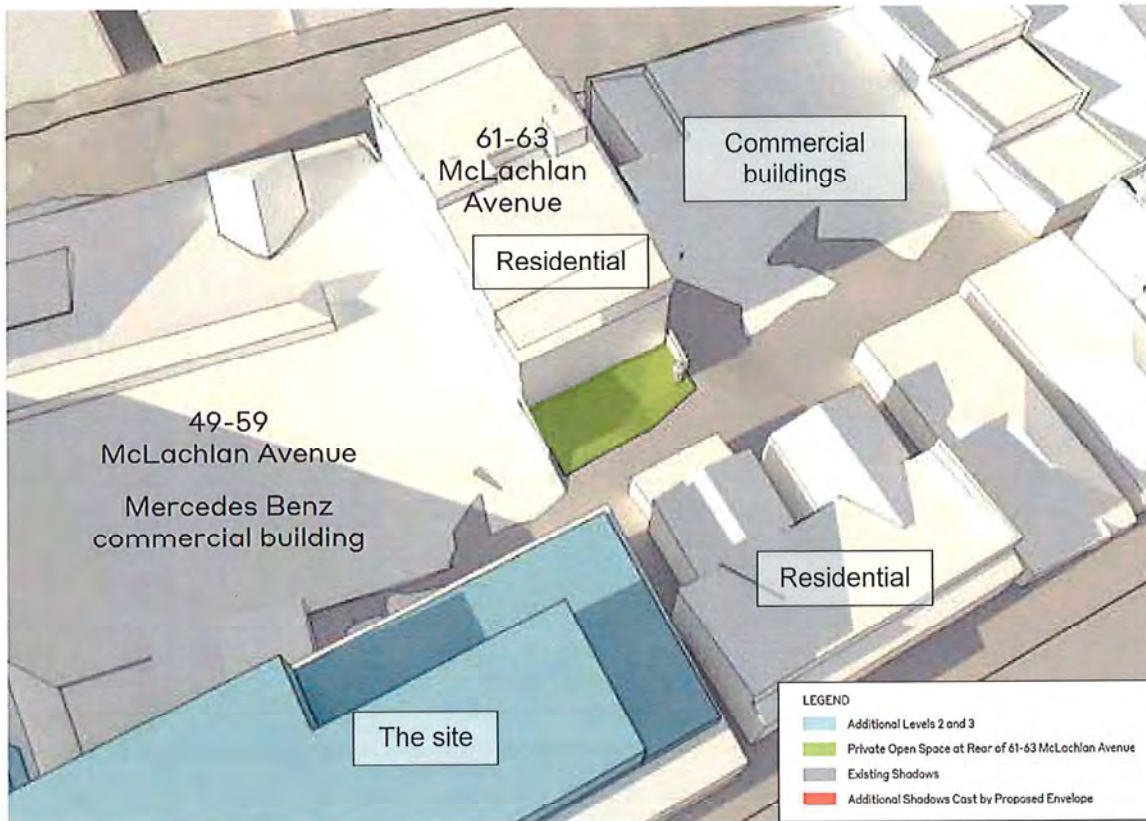 61-63
McLachlan
Avenue
Commercial
buildings
Residential
49-59
McLachlan Avenue
Mercedes Benz
commercial building
Residential
The site
LEGEND
Additional Levels 2 and 3
Private Open Space at Rear of 61-63 McLachlan Avenue
Existing Shadows
Additional Shadows Cast by Proposed Envelope